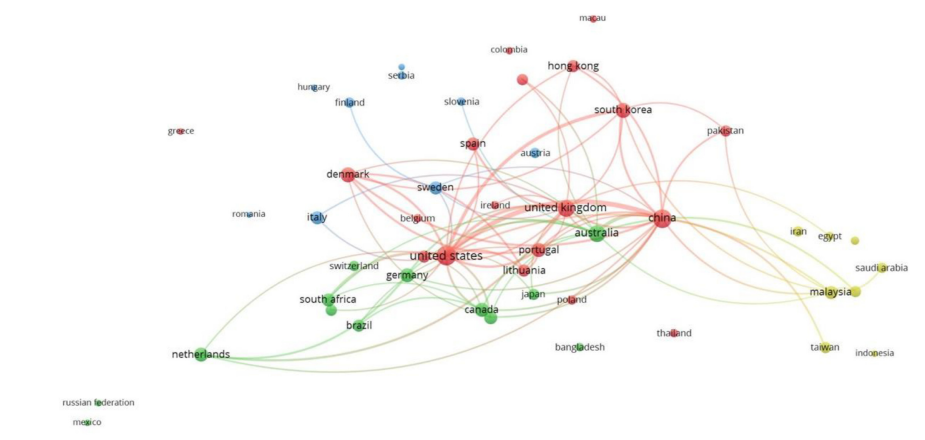 macau
colombia
hong kong
serbia
hungary
finland
slovenia
south korea
greece
pakistan
spain
austria
denmark
sweden
romania
italy
belgium
ireland
united kingdom
china
australia
iran
egypt
portugal
united states
switzerland
germany
lithuania
saudi arabia
south africa
japan
poland
malaysia
canada
brazil
thailand
netherlands
bangladesh
taiwan
indonesia
russian federation
mexico